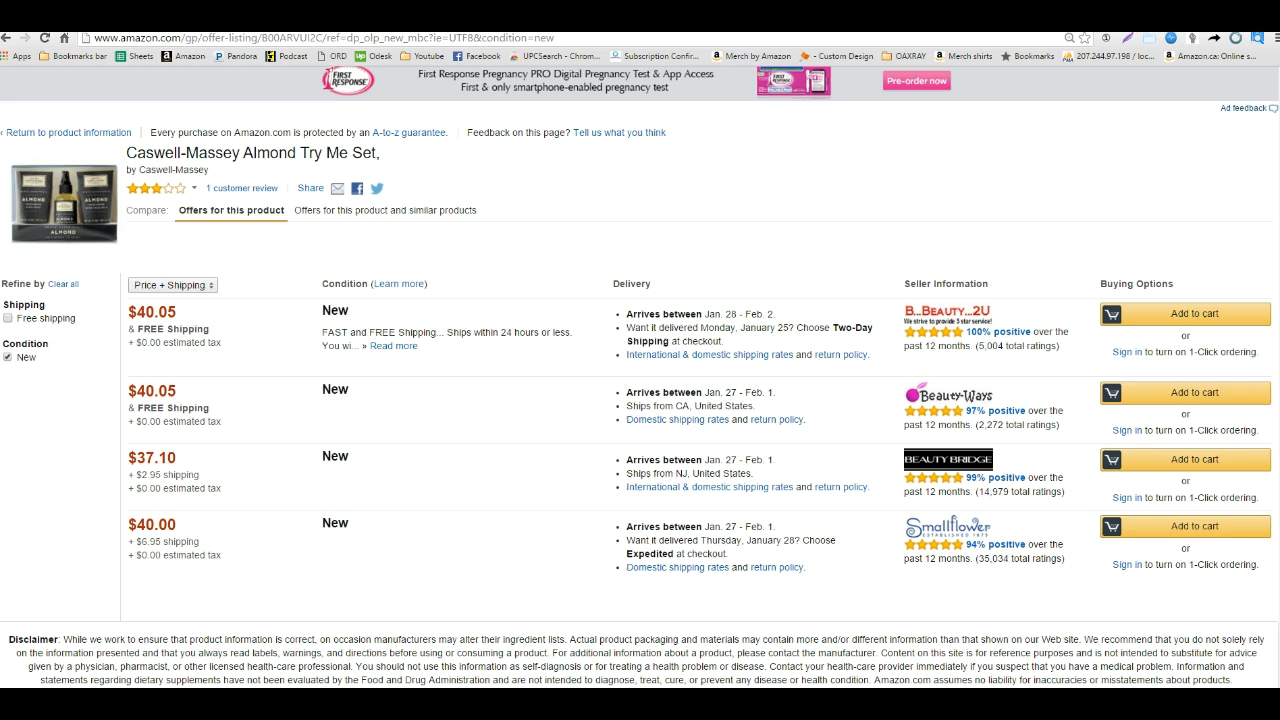 www.amazon.com/gp/offer-listing/B00ARVUI2C/ref=dp_olp_new_mbc?ie=UTF8&condition=new
Apps Bookmarks bar Sheets Amazon Pandora Podcast ORD Odesk Youtube Facebook UPCSearch - Chrom... Subscription Confir... Merch by Amazon - Custom Design OAXRAY Merch shirts Bookmarks 207.244.97.198 / loc... Amazon.ca: Online s...
FIRST RESPONSE
First Response Pregnancy PRO Digital Pregnancy Test & App Access
First & only smartphone-enabled pregnancy test
Pre-order now
Ad feedback
‹ Return to product information | Every purchase on Amazon.com is protected by an A-to-z guarantee. | Feedback on this page? Tell us what you think
Caswell-Massey Almond Try Me Set,
by Caswell-Massey
1 customer review Share
Compare: Offers for this product Offers for this product and similar products
ALMOND ALMOND
ALMOND
ALMOND
Refine by Clear all
Shipping
Free shipping
Condition
New
Price + Shipping Condition (Learn more) Delivery Seller Information Buying Options
$40.05
& FREE Shipping
+ $0.00 estimated tax
New
FAST and FREE Shipping... Ships within 24 hours or less.
You wi... » Read more
• Arrives between Jan. 28 - Feb. 2.
• Want it delivered Monday, January 25? Choose Two-Day
Shipping at checkout.
• International & domestic shipping rates and return policy.
B...Beauty...2U
We strive to provide 5 star service!
100% positive over the
past 12 months. (5,004 total ratings)
Add to cart
or
Sign in to turn on 1-Click ordering.
$40.05
& FREE Shipping
+ $0.00 estimated tax
New
• Arrives between Jan. 27 - Feb. 1.
• Ships from CA, United States.
• Domestic shipping rates and return policy.
Beauty-Ways
97% positive over the
past 12 months. (2,272 total ratings)
Add to cart
or
Sign in to turn on 1-Click ordering.
$37.10
+ $2.95 shipping
+ $0.00 estimated tax
New
• Arrives between Jan. 27 - Feb. 1.
• Ships from NJ, United States.
• International & domestic shipping rates and return policy.
BEAUTY BRIDGE
99% positive over the
past 12 months. (14,979 total ratings)
Add to cart
or
Sign in to turn on 1-Click ordering.
$40.00
+ $6.95 shipping
+ $0.00 estimated tax
New
• Arrives between Jan. 27 - Feb. 1.
• Want it delivered Thursday, January 28? Choose
Expedited at checkout.
• Domestic shipping rates and return policy.
Smallflower
ESTABLISHED 1875
94% positive over the
past 12 months. (35,034 total ratings)
Add to cart
or
Sign in to turn on 1-Click ordering.
Disclaimer: While we work to ensure that product information is correct, on occasion manufacturers may alter their ingredient lists. Actual product packaging and materials may contain more and/or different information than that shown on our Web site. We recommend that you do not solely rely
on the information presented and that you always read labels, warnings, and directions before using or consuming a product. For additional information about a product, please contact the manufacturer. Content on this site is for reference purposes and is not intended to substitute for advice
given by a physician, pharmacist, or other licensed health-care professional. You should not use this information as self-diagnosis or for treating a health problem or disease. Contact your health-care provider immediately if you suspect that you have a medical problem. Information and
statements regarding dietary supplements have not been evaluated by the Food and Drug Administration and are not intended to diagnose, treat, cure, or prevent any disease or health condition. Amazon.com assumes no liability for inaccuracies or misstatements about products.